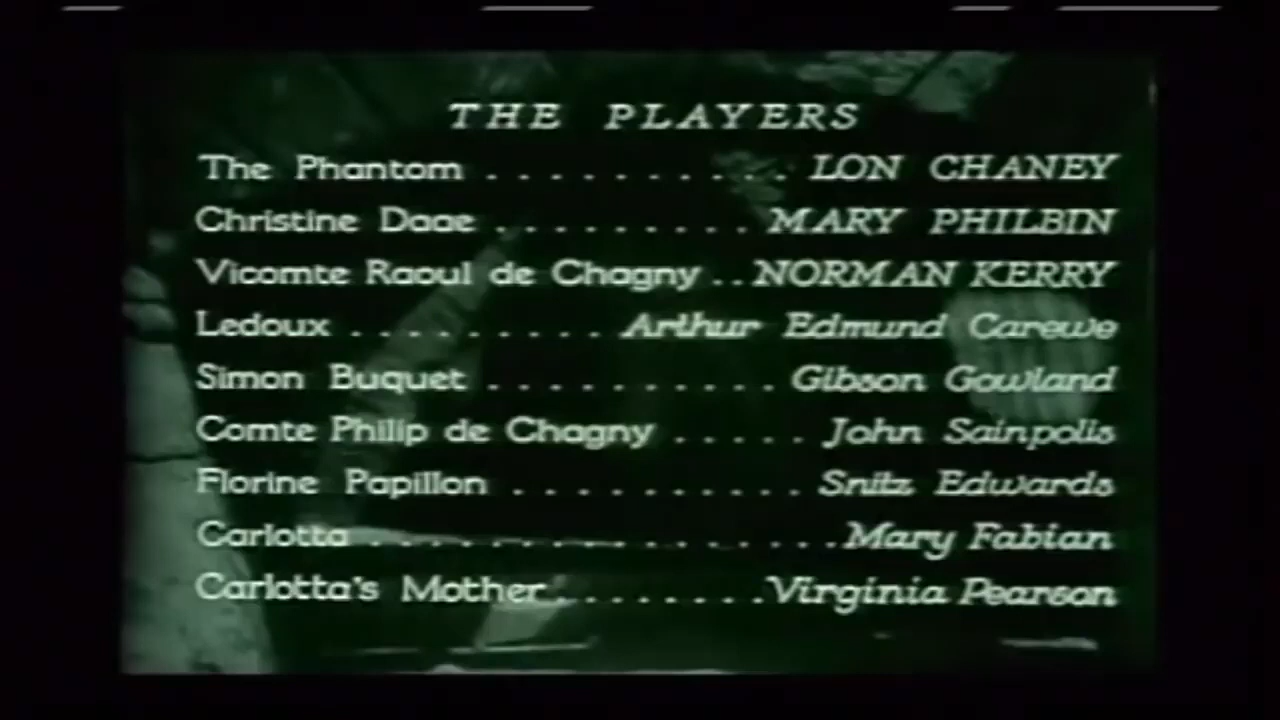 THE PLAYERS
The Phantom . . . . . . . . . . LON CHANEY
Christine Daae . . . . . . . . . MARY PHILBIN
Vicomte Raoul de Chagny . . NORMAN KERRY
Ledoux . . . . . . . . . Arthur Edmund Carewe
Simon Buquet . . . . . . . . . . Gibson Gowland
Comte Philip de Chagny . . . . . John Sainpolis
Florine Papillon . . . . . . . . . . Snitz Edwards
Carlotta . . . . . . . . . . . . . . . . Mary Fabian
Carlotta's Mother . . . . . . . . Virginia Pearson